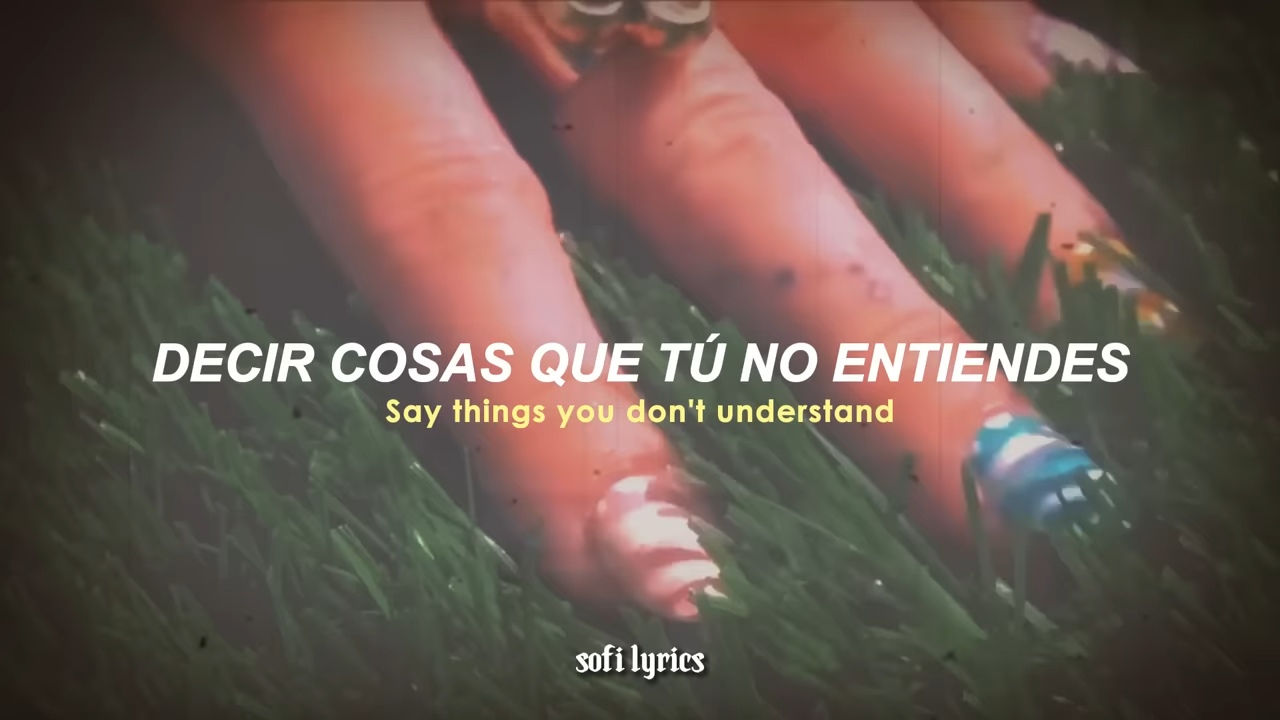 DECIR COSAS QUE TÚ NO ENTIENDES
Say things you don't understand
sofi lyrics